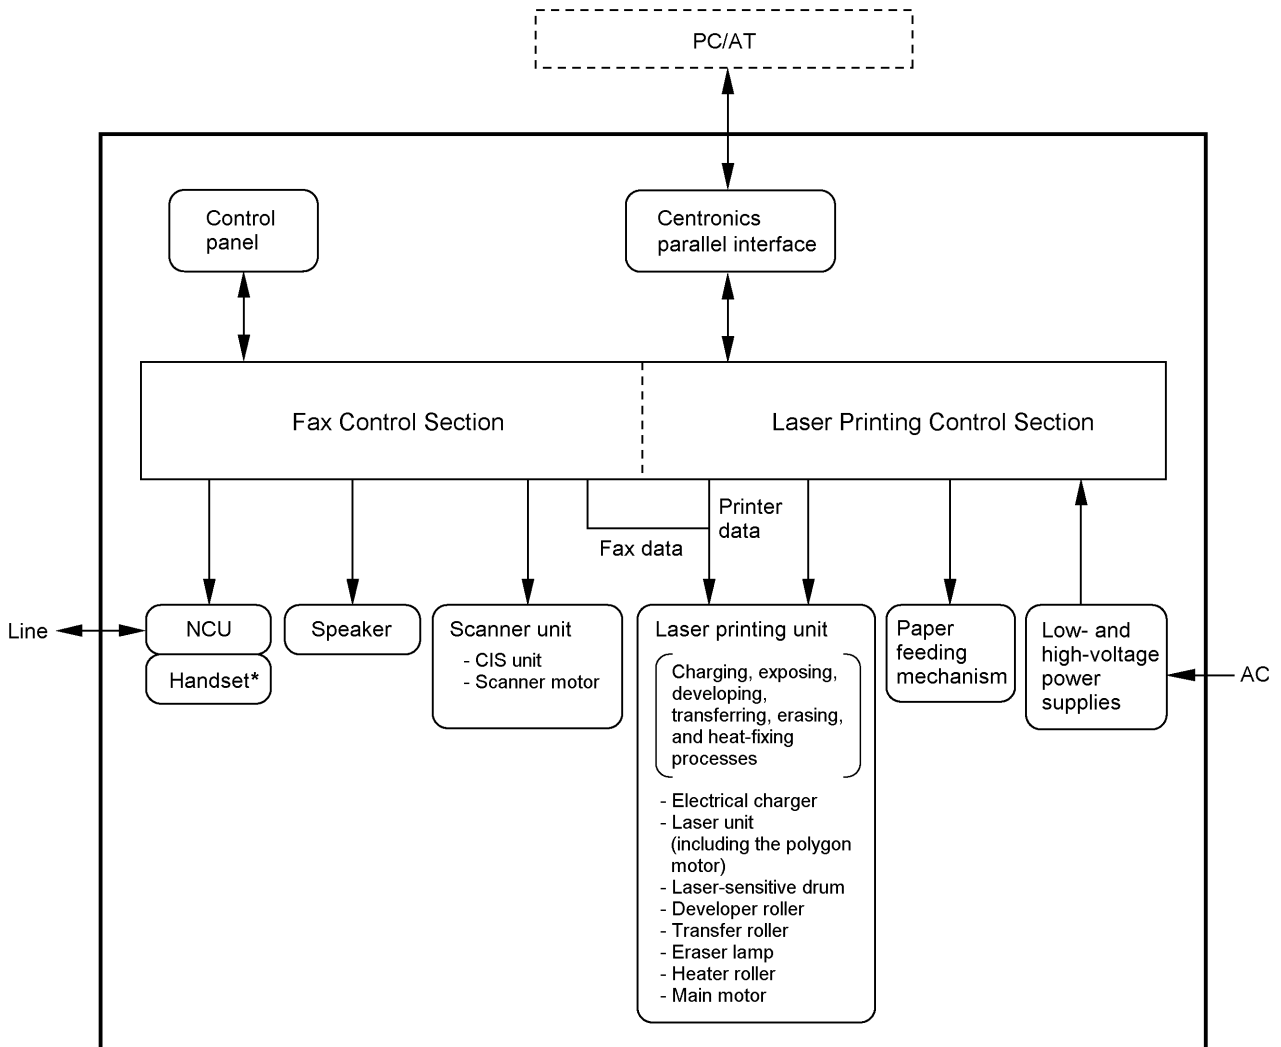 PC/AT
Control
panel
Centronics
parallel interface
Fax Control Section
Laser Printing Control Section
Printer
data
Fax data
Line
NCU
Handset*
Speaker
Scanner unit
- CIS unit
- Scanner motor
Laser printing unit
Charging, exposing,
developing,
transferring, erasing,
and heat-fixing
processes
- Electrical charger
- Laser unit
(including the polygon
motor)
- Laser-sensitive drum
- Developer roller
- Transfer roller
- Eraser lamp
- Heater roller
- Main motor
Paper
feeding
mechanism
Low- and
high-voltage
power
supplies
AC